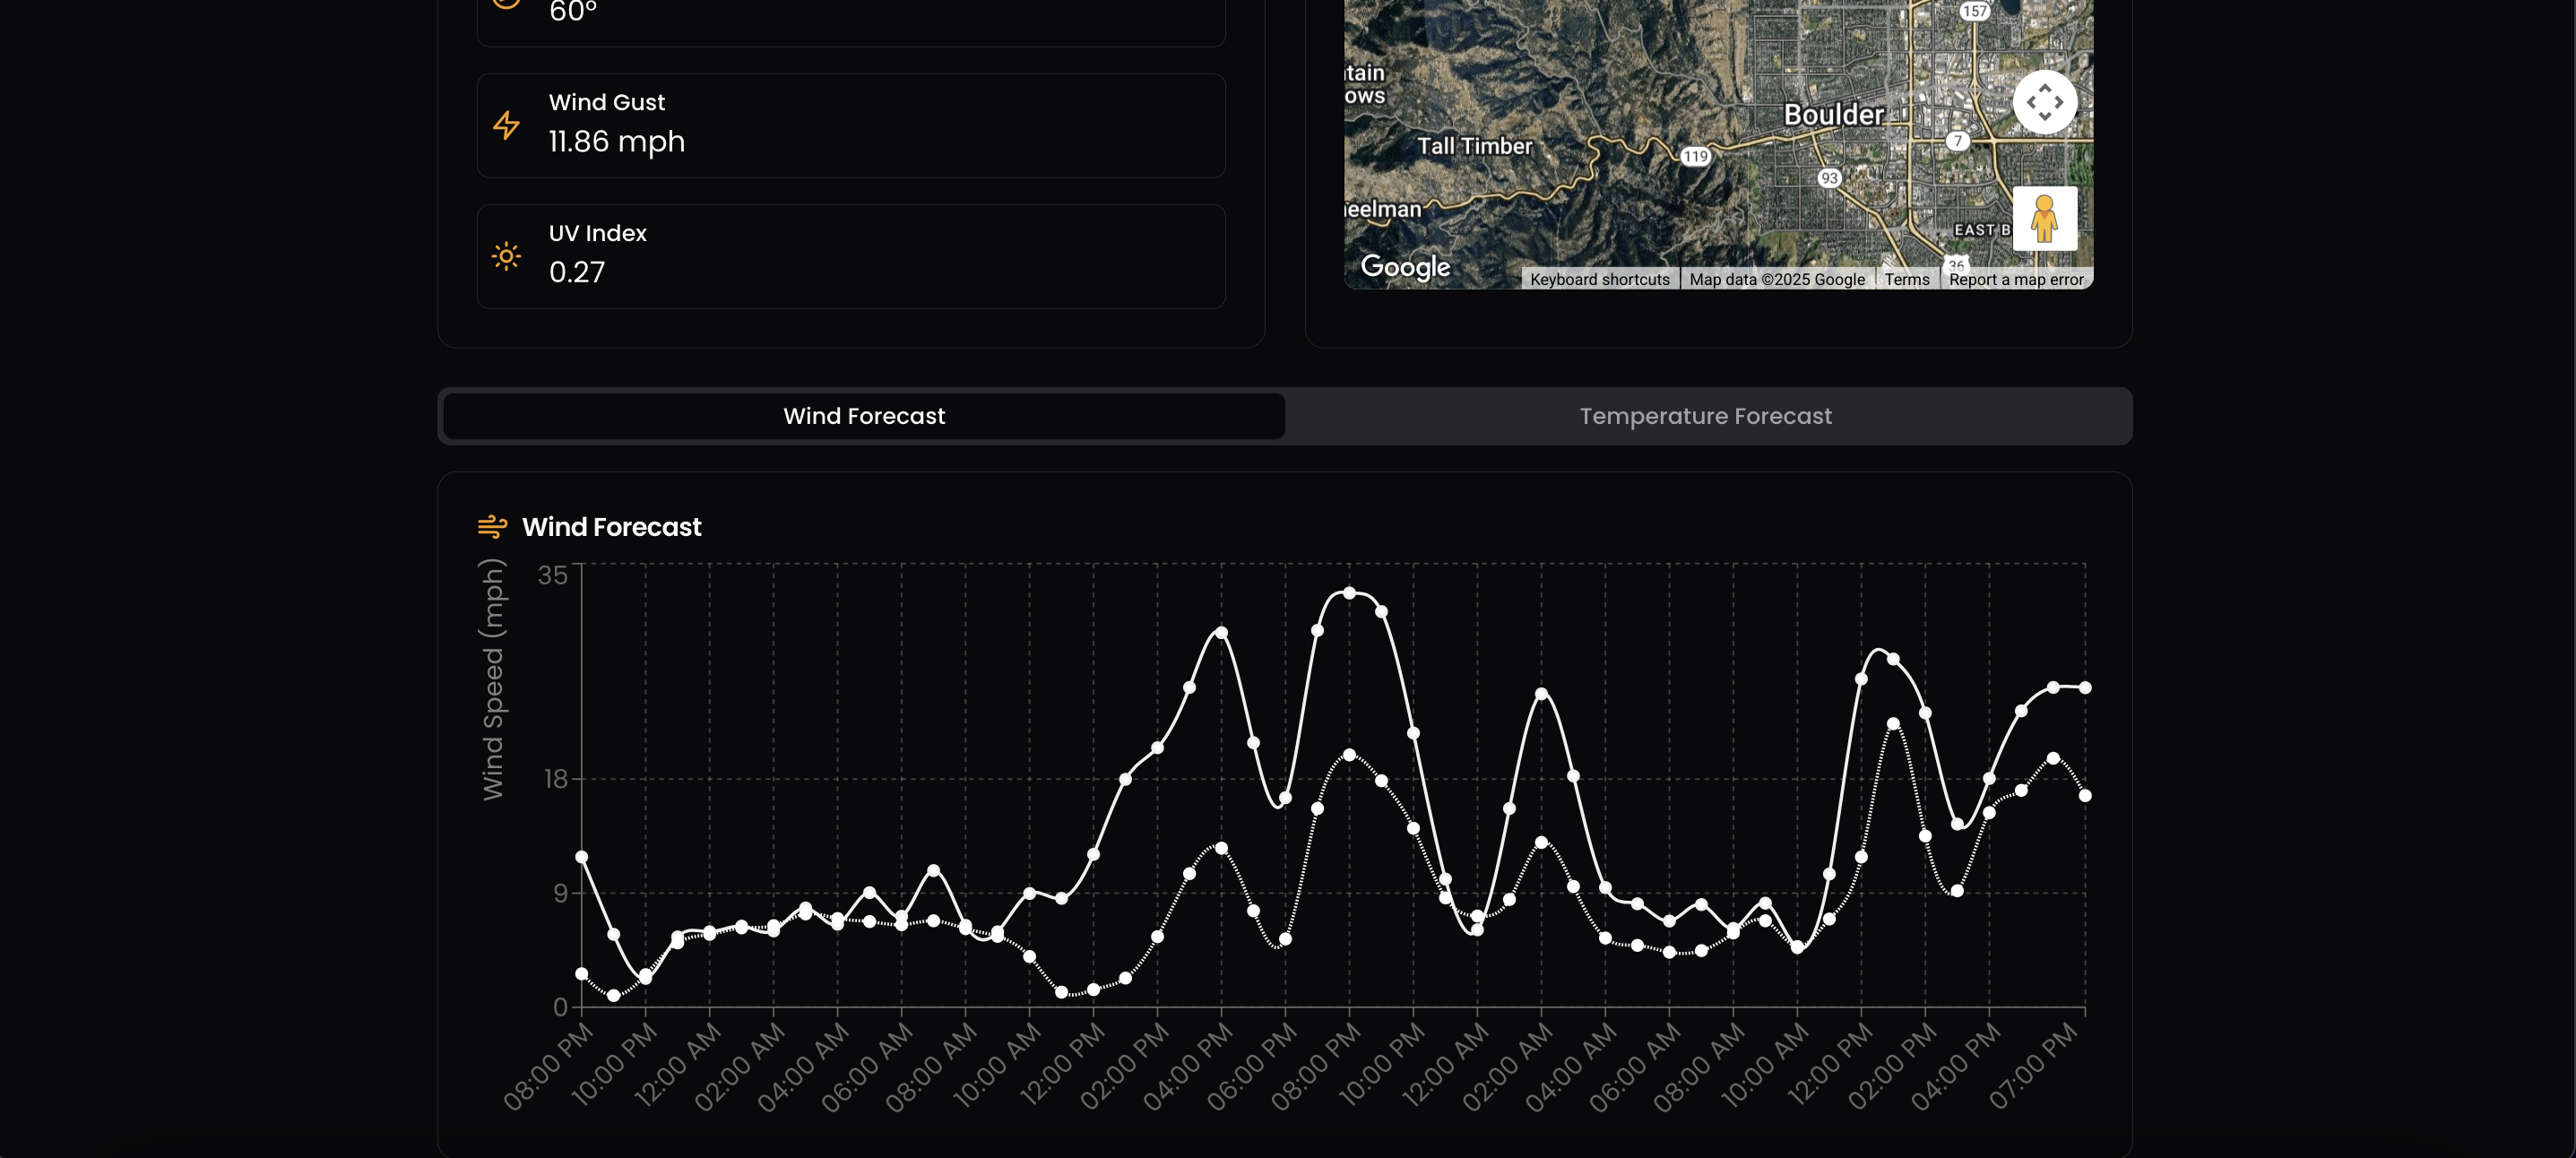 60°
Wind Gust
11.86 mph
UV Index
0.27
157
Boulder
7
Tall Timber
119
93
EAST B
36
Google
Keyboard shortcuts
Map data ©2025 Google
Terms
Report a map error
Wind Forecast
Temperature Forecast
Wind Forecast
Wind Speed (mph)
35
18
9
0
08:00 PM
10:00 PM
12:00 AM
02:00 AM
04:00 AM
06:00 AM
08:00 AM
10:00 AM
12:00 PM
02:00 PM
04:00 PM
06:00 PM
08:00 PM
10:00 PM
12:00 AM
02:00 AM
04:00 AM
06:00 AM
08:00 AM
10:00 AM
12:00 PM
02:00 PM
04:00 PM
07:00 PM